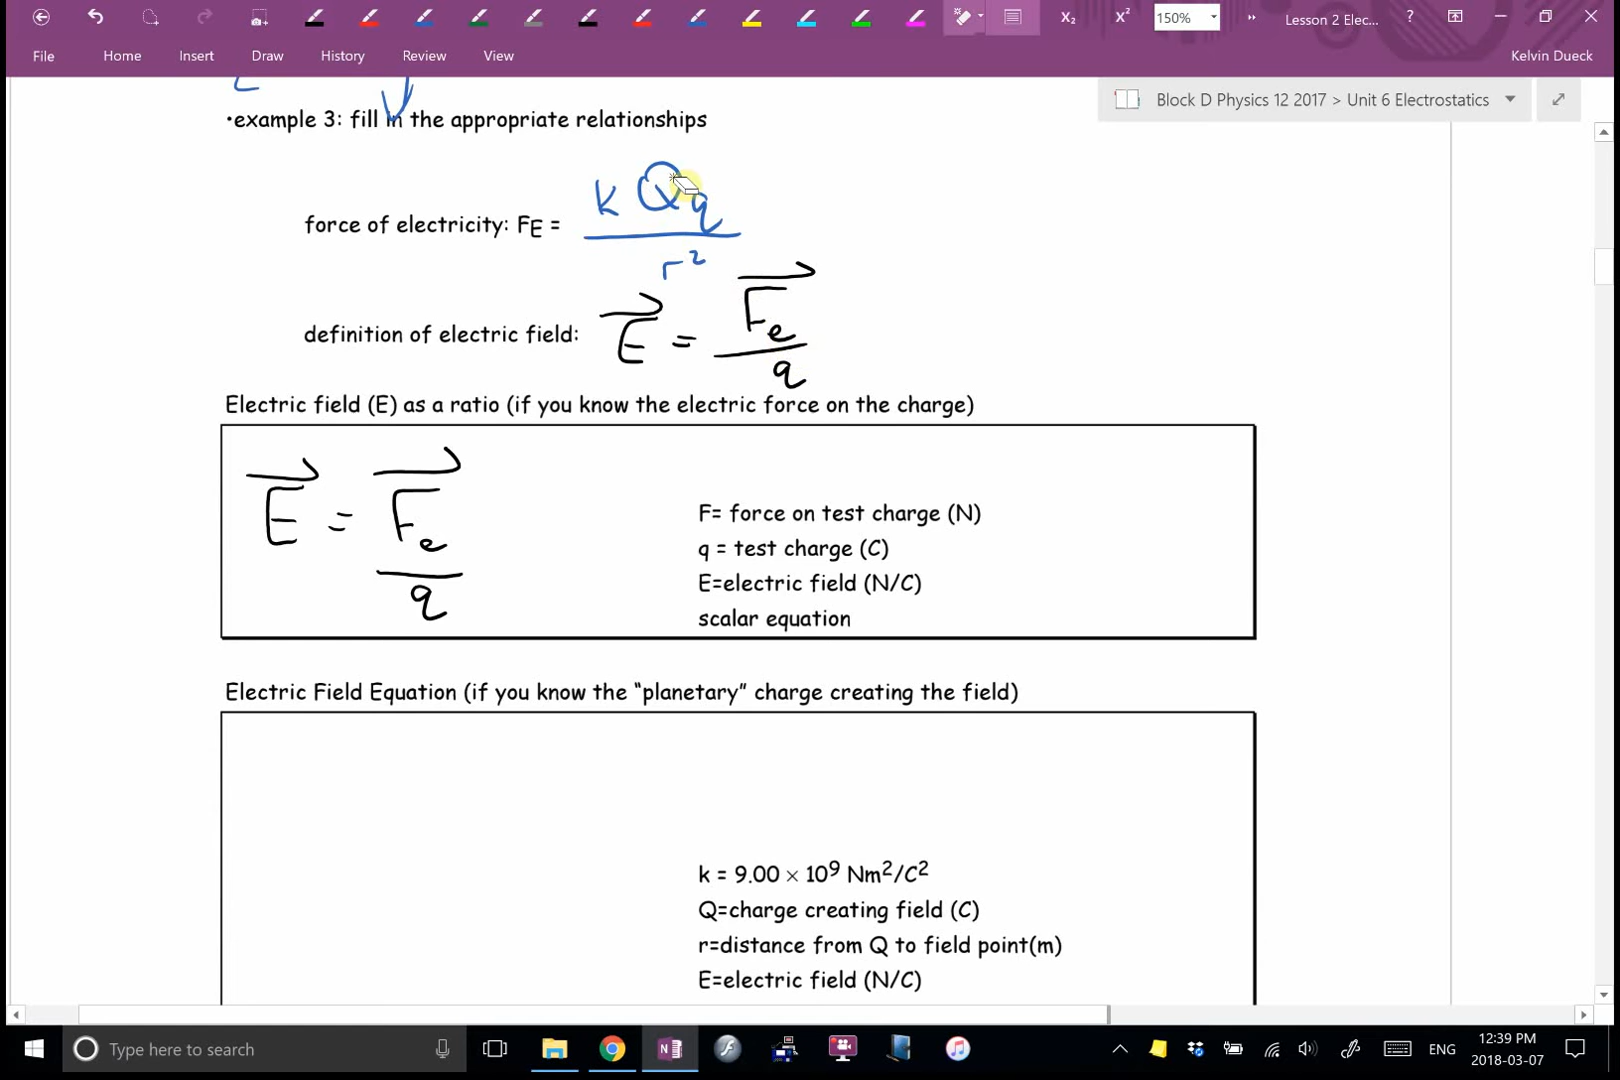 X₂ X² 150% Lesson 2 Elec... ?
File Home Insert Draw History Review View Kelvin Dueck
Block D Physics 12 2017 > Unit 6 Electrostatics
•example 3: fill in the appropriate relationships
force of electricity: FE = k Qq / r²
definition of electric field: E = Fe / q
Electric field (E) as a ratio (if you know the electric force on the charge)
E = Fe / q
F= force on test charge (N)
q = test charge (C)
E=electric field (N/C)
scalar equation
Electric Field Equation (if you know the “planetary” charge creating the field)
k = 9.00 × 10⁹ Nm²/C²
Q=charge creating field (C)
r=distance from Q to field point(m)
E=electric field (N/C)
Type here to search
ENG
12:39 PM
2018-03-07